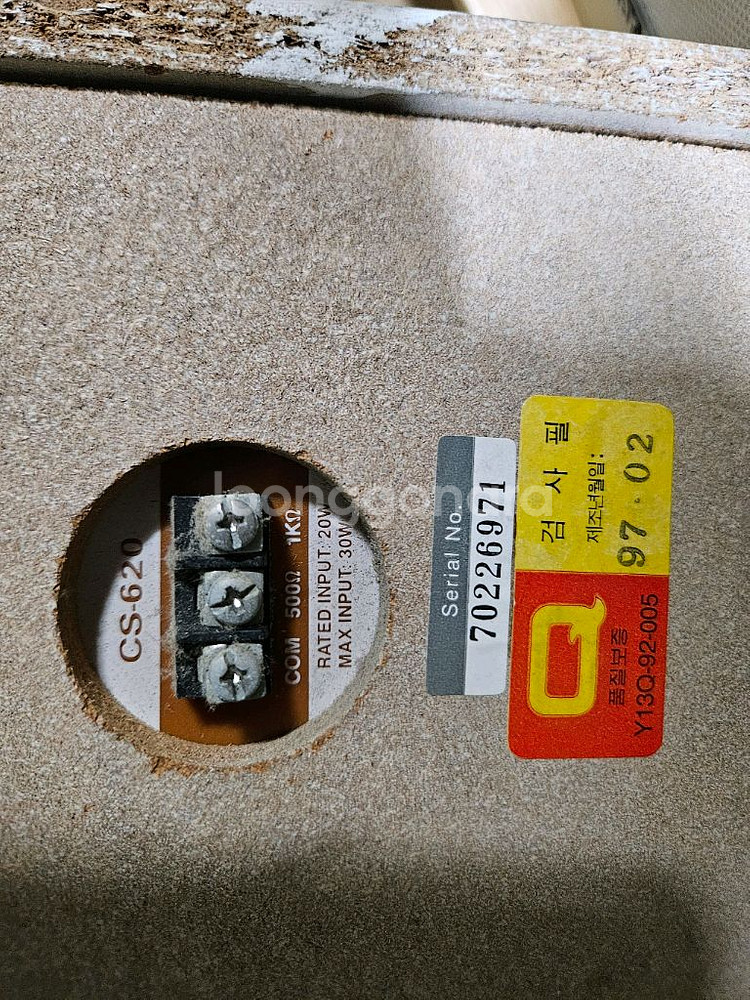 CS-620
COM 500Ω 1KΩ
RATED INPUT: 20W
MAX INPUT: 30W
Serial No.
70226971
검 사 필
제조년월일:
97.02
Q
품질보증
Y13Q-92-005
joonggonara